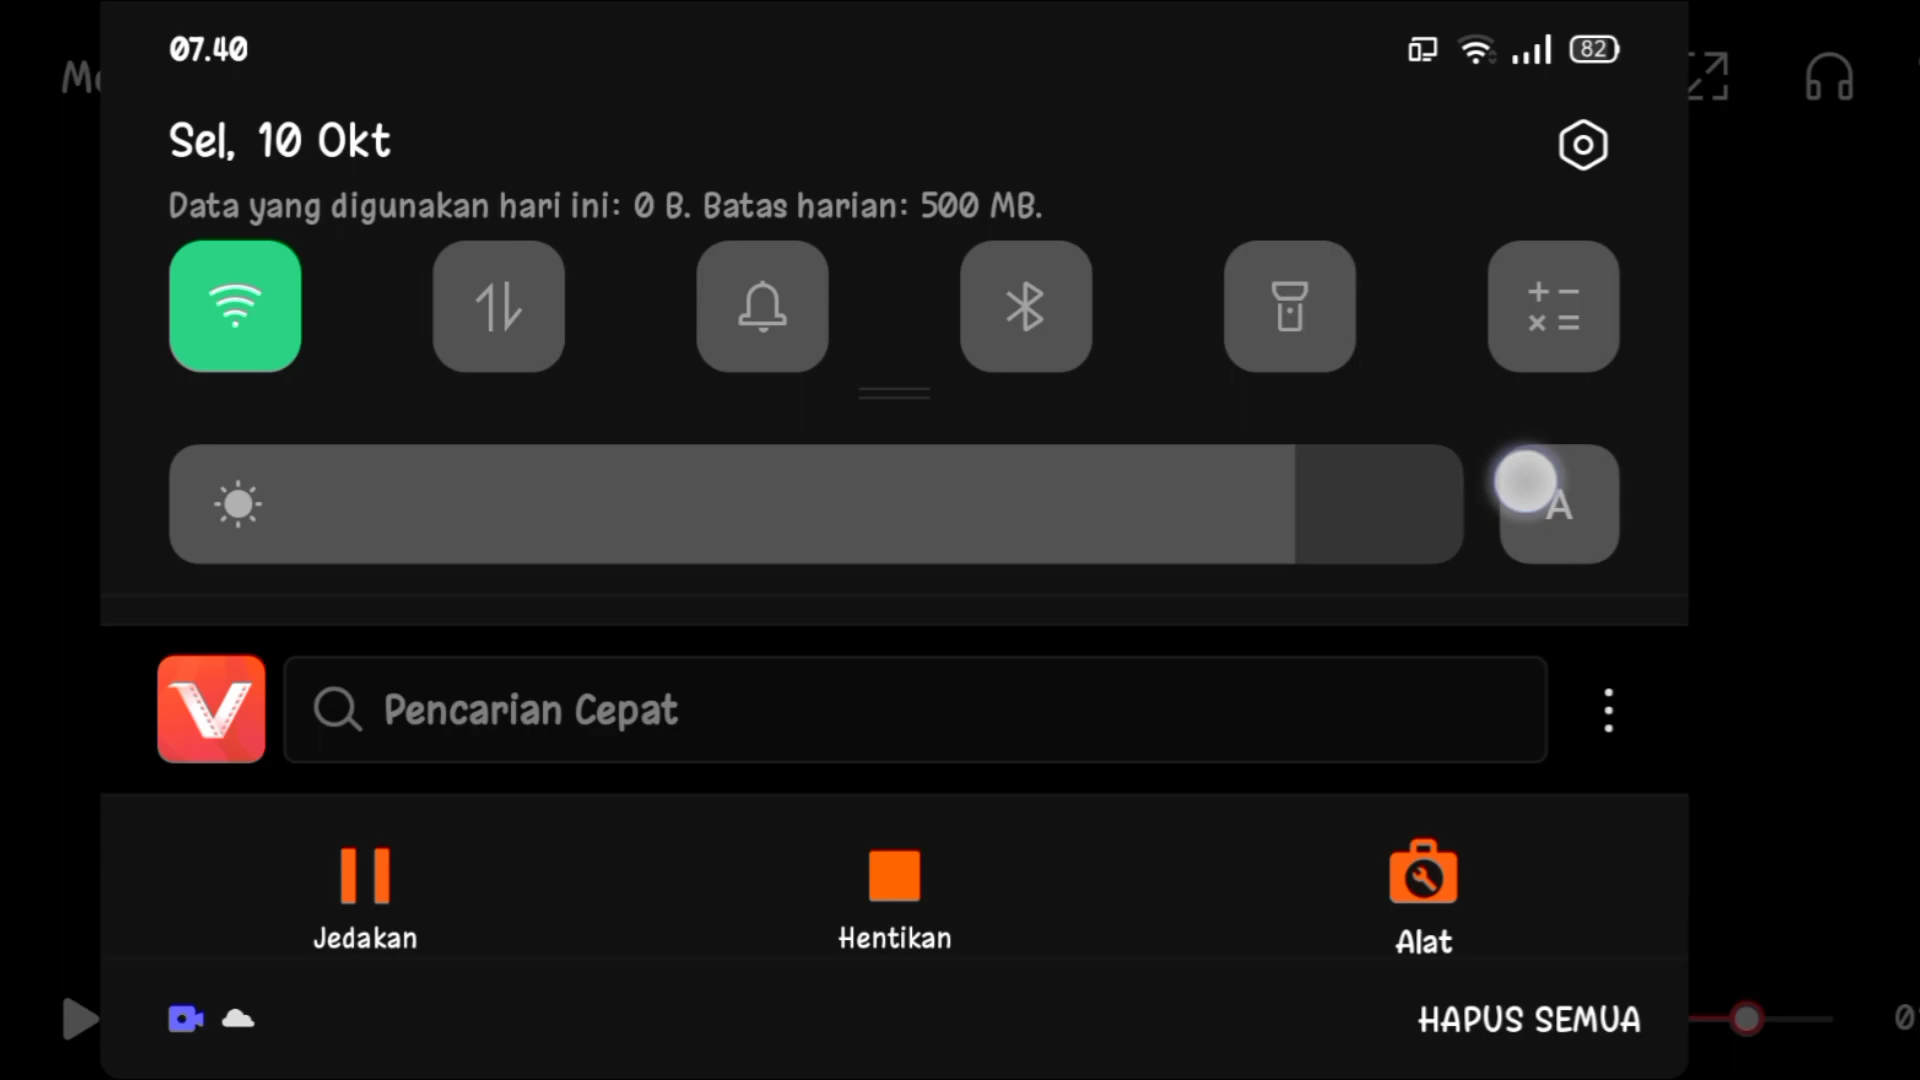 07.40
82
Sel, 10 Okt
Data yang digunakan hari ini: 0 B. Batas harian: 500 MB.
A
Pencarian Cepat
Jedakan
Hentikan
Alat
HAPUS SEMUA